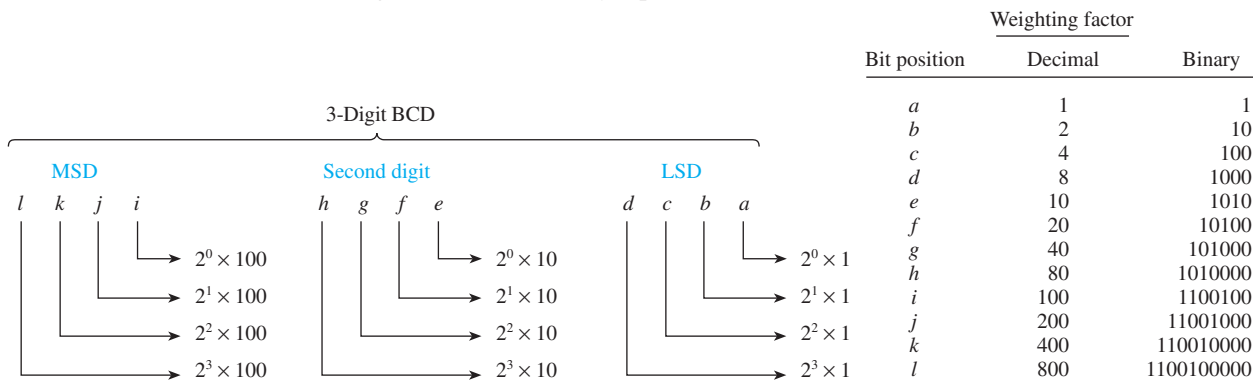 3-Digit BCD
MSD Second digit LSD
l k j i h g f e d c b a
2⁰ × 100 2⁰ × 10 2⁰ × 1
2¹ × 100 2¹ × 10 2¹ × 1
2² × 100 2² × 10 2² × 1
2³ × 100 2³ × 10 2³ × 1
Weighting factor
Bit position Decimal Binary
a 1 1
b 2 10
c 4 100
d 8 1000
e 10 1010
f 20 10100
g 40 101000
h 80 1010000
i 100 1100100
j 200 11001000
k 400 110010000
l 800 1100100000